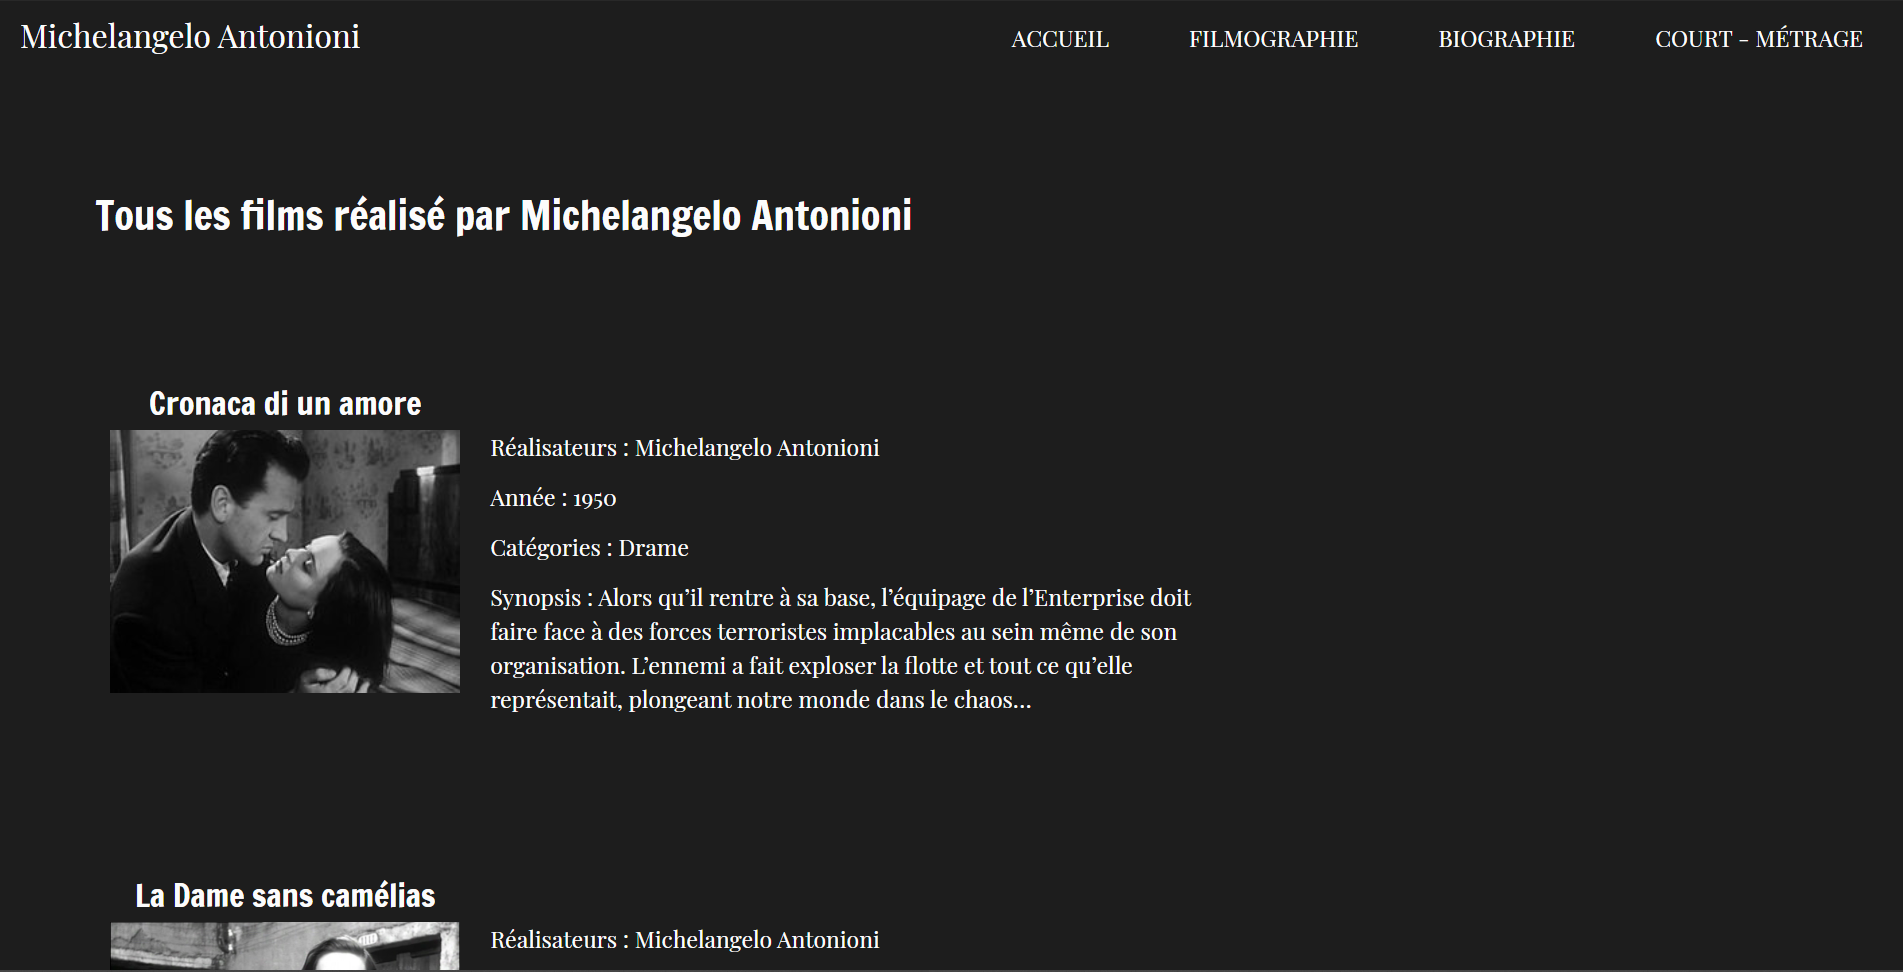 Michelangelo Antonioni
ACCUEIL
FILMOGRAPHIE
BIOGRAPHIE
COURT - MÉTRAGE
Tous les films réalisé par Michelangelo Antonioni
Cronaca di un amore
Réalisateurs : Michelangelo Antonioni
Année : 1950
Catégories : Drame
Synopsis : Alors qu’il rentre à sa base, l’équipage de l’Enterprise doit
faire face à des forces terroristes implacables au sein même de son
organisation. L’ennemi a fait exploser la flotte et tout ce qu’elle
représentait, plongeant notre monde dans le chaos…
La Dame sans camélias
Réalisateurs : Michelangelo Antonioni